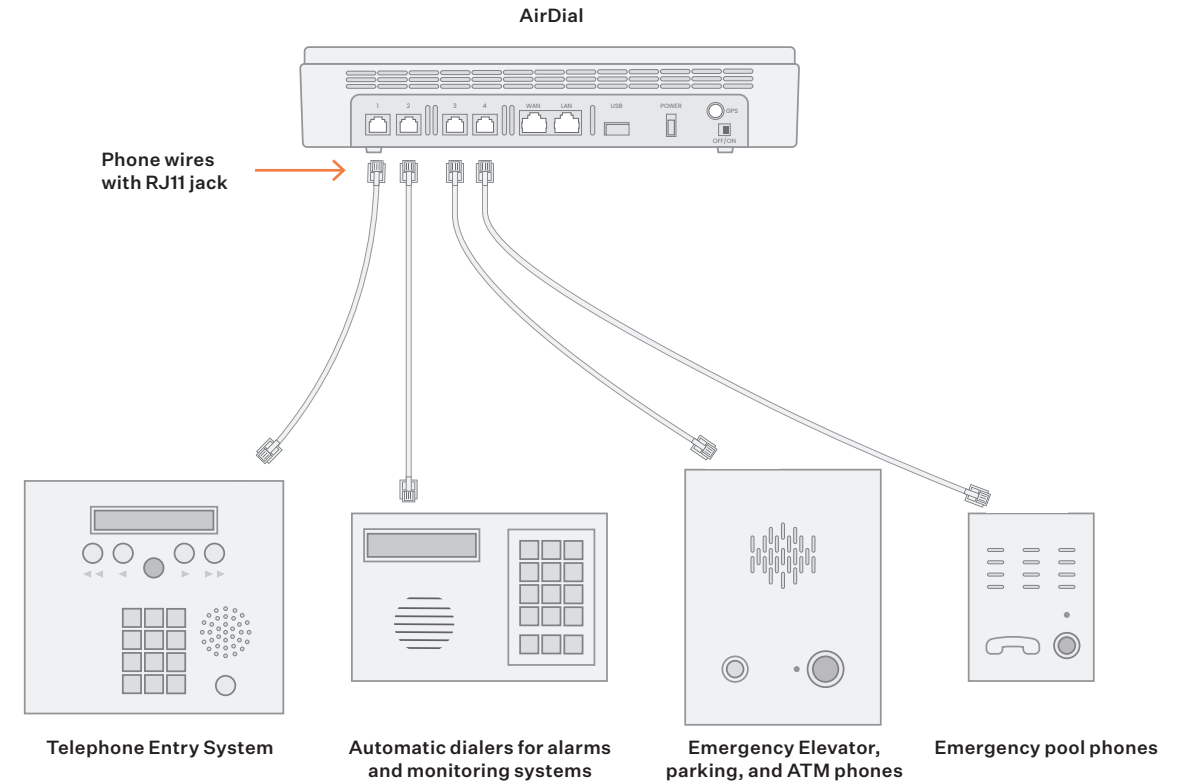 AirDial
1 2 3 4 WAN LAN USB POWER GPS
OFF/ON
Phone wires
with RJ11 jack
Telephone Entry System
Automatic dialers for alarms
and monitoring systems
Emergency Elevator,
parking, and ATM phones
Emergency pool phones